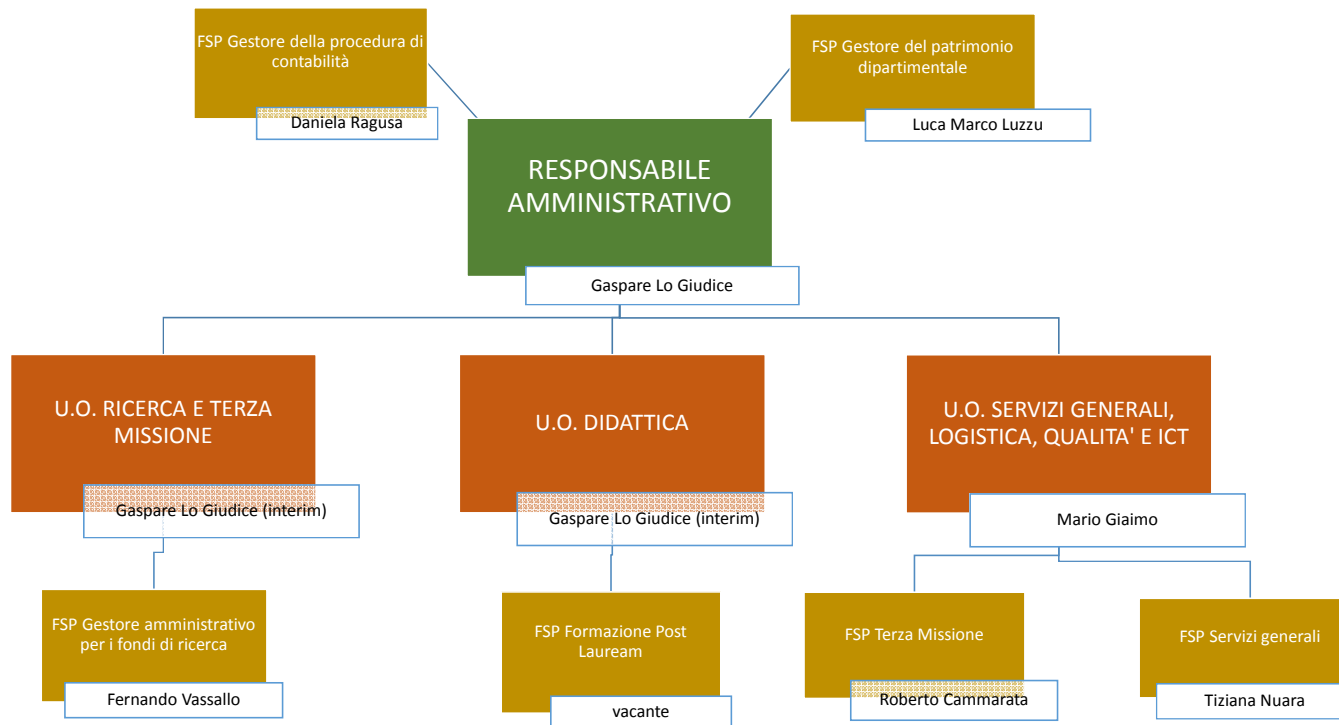 FSP Gestore della procedura di
contabilità
Daniela Ragusa
FSP Gestore del patrimonio
dipartimentale
Luca Marco Luzzu
RESPONSABILE
AMMINISTRATIVO
Gaspare Lo Giudice
U.O. RICERCA E TERZA
MISSIONE
Gaspare Lo Giudice (interim)
U.O. DIDATTICA
Gaspare Lo Giudice (interim)
U.O. SERVIZI GENERALI,
LOGISTICA, QUALITA' E ICT
Mario Giaimo
FSP Gestore amministrativo
per i fondi di ricerca
Fernando Vassallo
FSP Formazione Post
Lauream
vacante
FSP Terza Missione
Roberto Cammarata
FSP Servizi generali
Tiziana Nuara